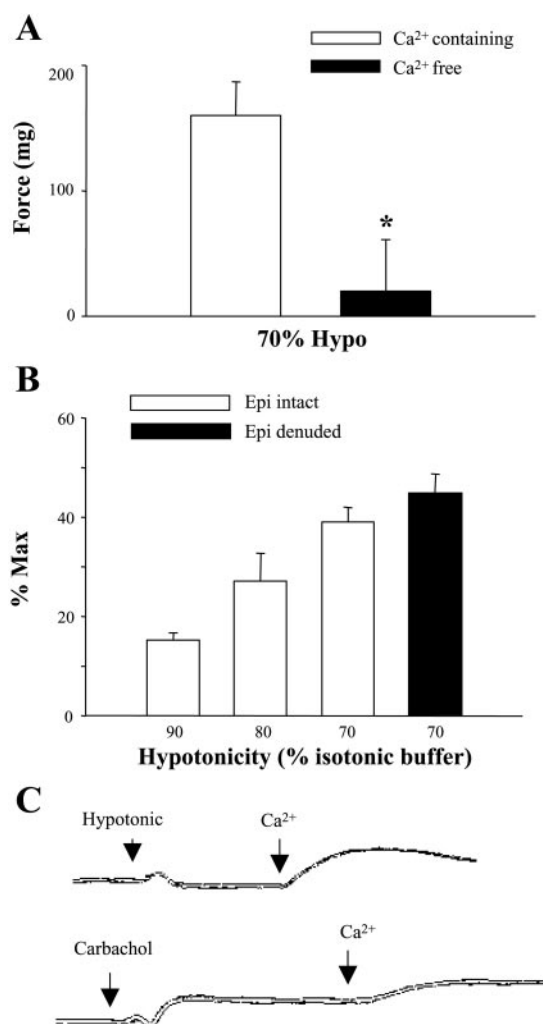 A
Ca²⁺ containing
Ca²⁺ free
200
100
0
Force (mg)
*
70% Hypo
B
Epi intact
Epi denuded
60
40
20
0
% Max
90 80 70 70
Hypotonicity (% isotonic buffer)
C
Hypotonic Ca²⁺
Carbachol Ca²⁺